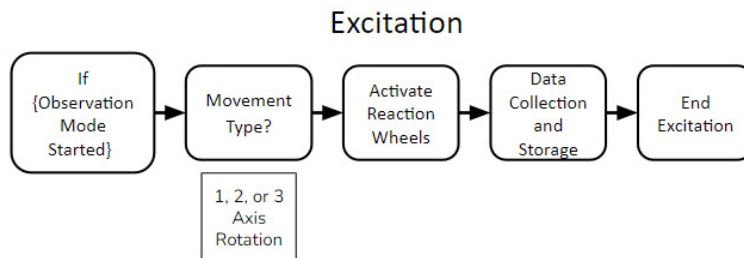 Excitation
If
{Observation
Mode
Started}
Movement
Type?
Activate
Reaction
Wheels
Data
Collection
and
Storage
End
Excitation
1, 2, or 3
Axis
Rotation